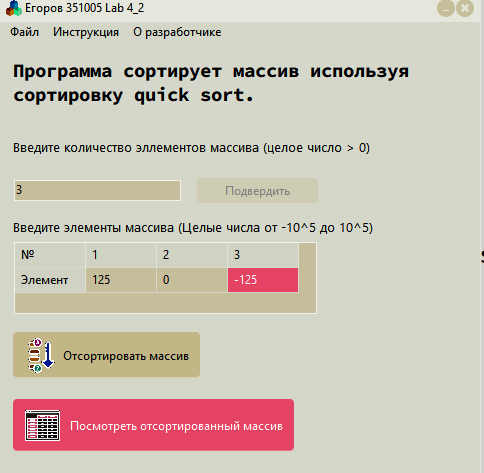 Егоров 351005 Lab 4_2
Файл Инструкция О разработчике
Программа сортирует массив используя
сортировку quick sort.
Введите количество эллементов массива (целое число > 0)
3 Подвердить
Введите элементы массива (Целые числа от -10^5 до 10^5)
№ 1 2 3
Элемент 125 0 -125
Отсортировать массив
Посмотреть отсортированный массив